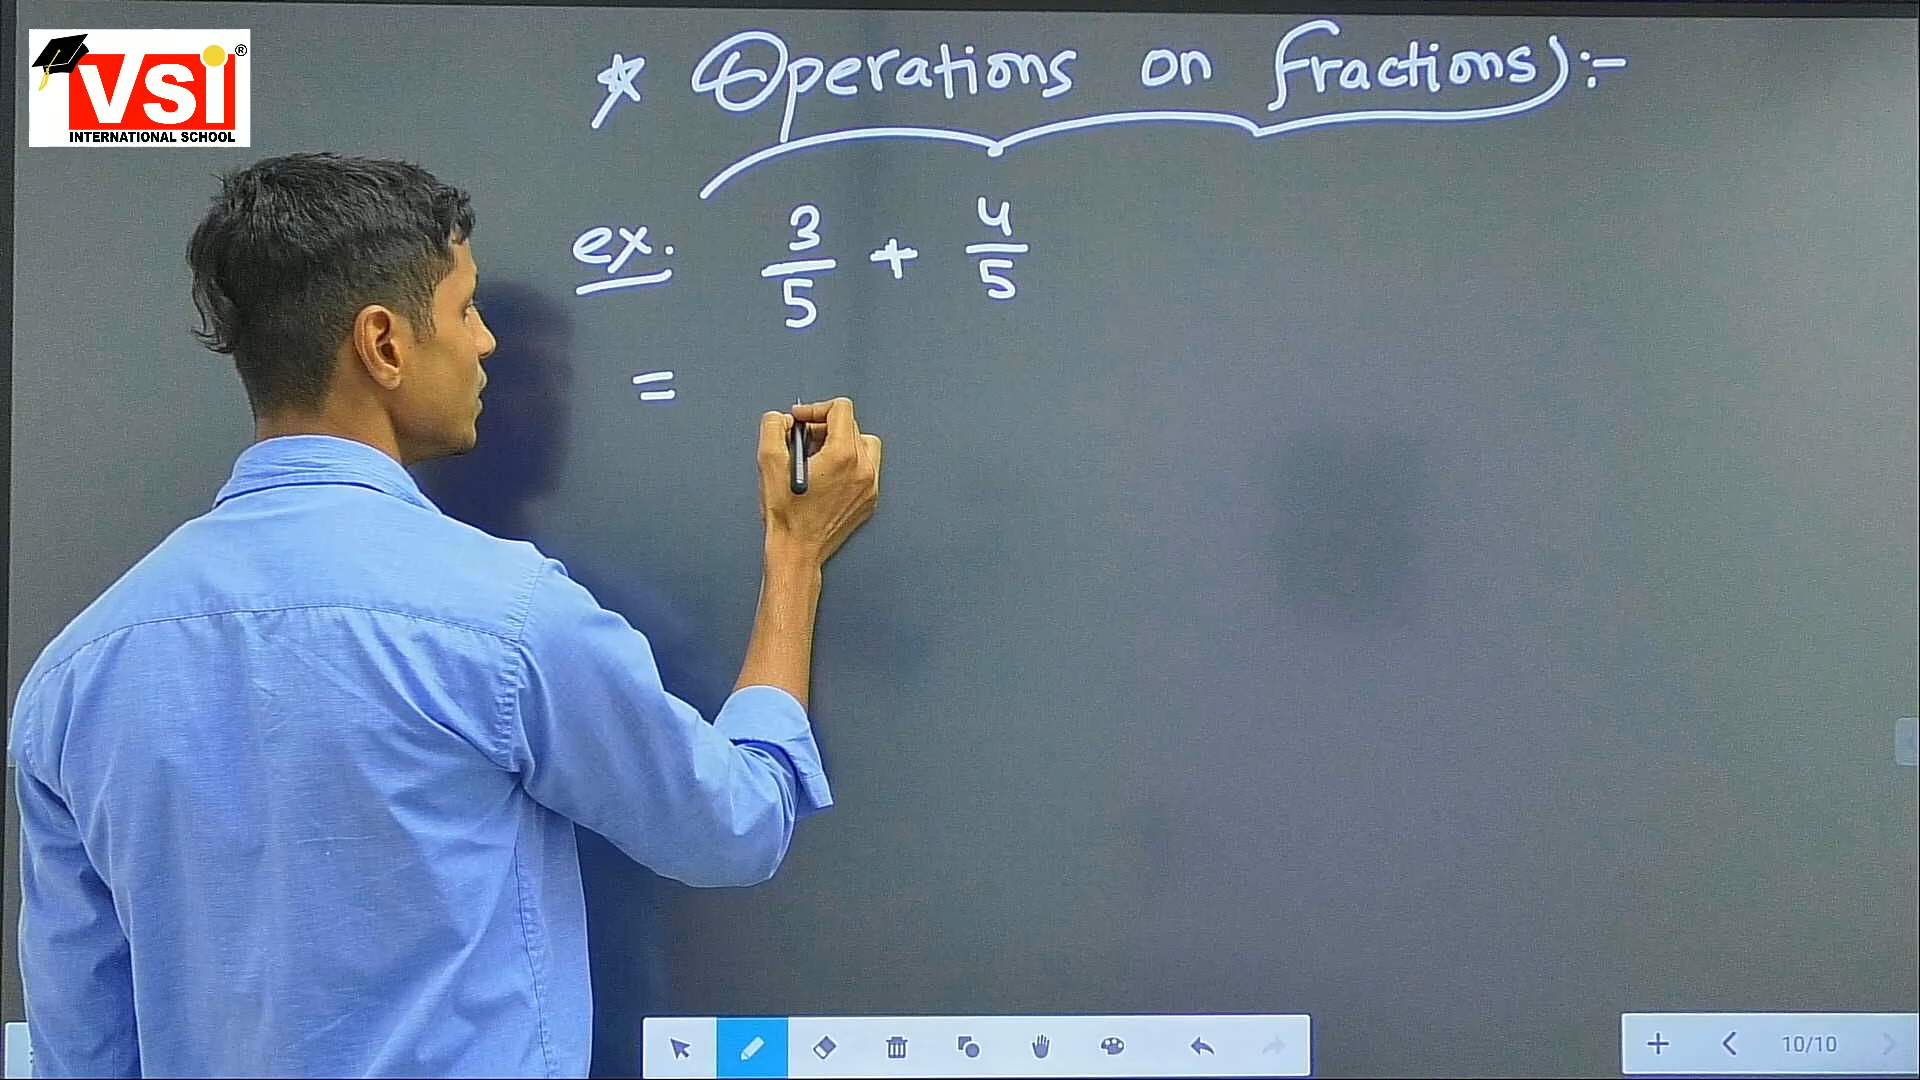 VSI®
INTERNATIONAL SCHOOL
* Operations on fractions):-
ex. 3/5 + 4/5
=
10/10